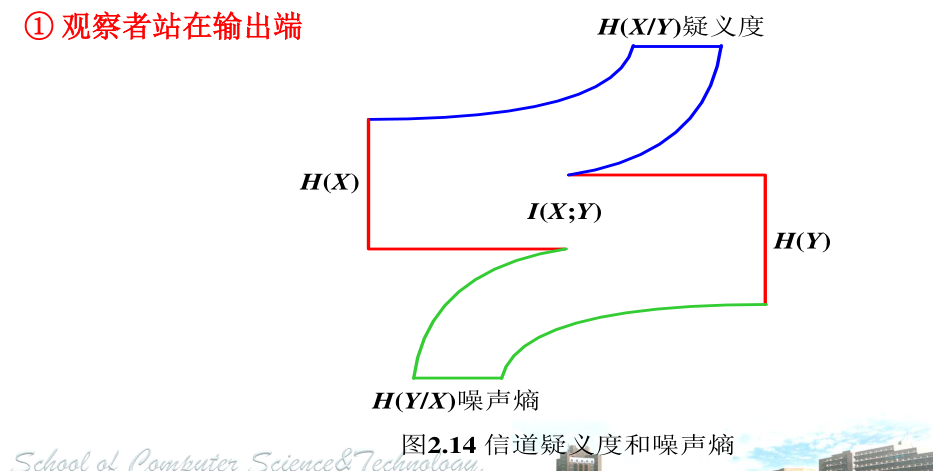 ① 观察者站在输出端
H(X/Y)疑义度
H(X)
I(X;Y)
H(Y)
H(Y/X)噪声熵
图2.14 信道疑义度和噪声熵
School of Computer Science&Technology.